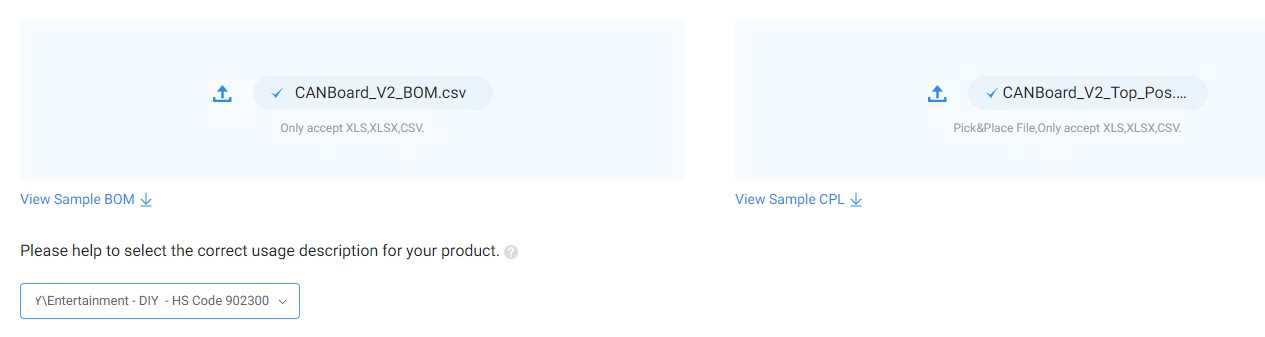 CANBoard_V2_BOM.csv
Only accept XLS,XLSX,CSV.
CANBoard_V2_Top_Pos....
Pick&Place File,Only accept XLS,XLSX,CSV.
View Sample BOM
View Sample CPL
Please help to select the correct usage description for your product. ?
Y\Entertainment - DIY - HS Code 902300